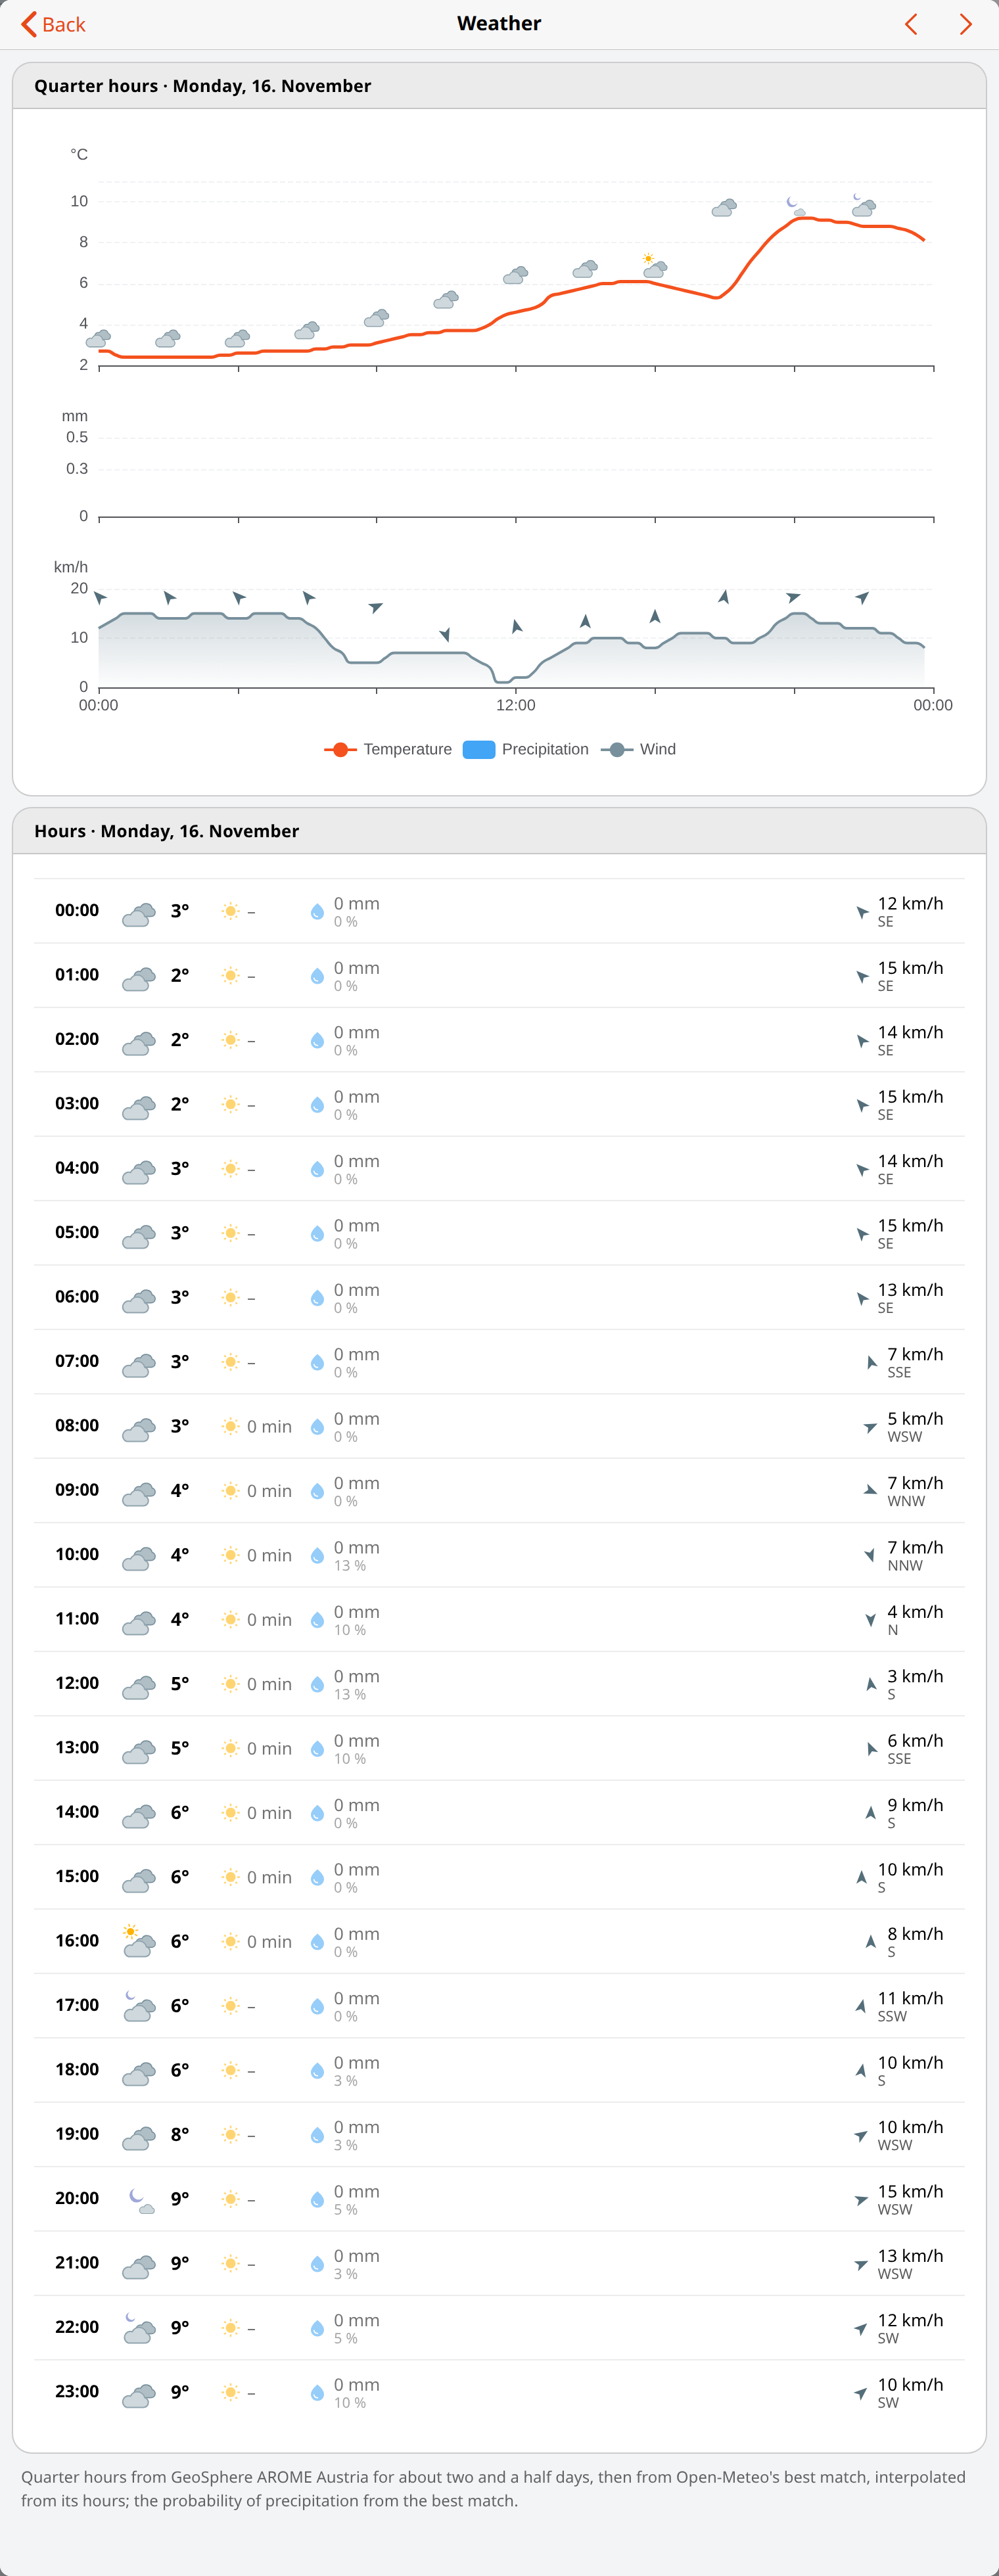 Back
Weather
Quarter hours · Monday, 16. November
°C
10
8
6
4
2
mm
0.5
0.3
0
km/h
20
10
0
00:00 12:00 00:00
Temperature Precipitation Wind
Hours · Monday, 16. November
00:00 3° – 0 mm 12 km/h
0 % SE
01:00 2° – 0 mm 15 km/h
0 % SE
02:00 2° – 0 mm 14 km/h
0 % SE
03:00 2° – 0 mm 15 km/h
0 % SE
04:00 3° – 0 mm 14 km/h
0 % SE
05:00 3° – 0 mm 15 km/h
0 % SE
06:00 3° – 0 mm 13 km/h
0 % SE
07:00 3° – 0 mm 7 km/h
0 % SSE
08:00 3° 0 min 0 mm 5 km/h
0 % WSW
09:00 4° 0 min 0 mm 7 km/h
0 % WNW
10:00 4° 0 min 0 mm 7 km/h
13 % NNW
11:00 4° 0 min 0 mm 4 km/h
10 % N
12:00 5° 0 min 0 mm 3 km/h
13 % S
13:00 5° 0 min 0 mm 6 km/h
10 % SSE
14:00 6° 0 min 0 mm 9 km/h
0 % S
15:00 6° 0 min 0 mm 10 km/h
0 % S
16:00 6° 0 min 0 mm 8 km/h
0 % S
17:00 6° – 0 mm 11 km/h
0 % SSW
18:00 6° – 0 mm 10 km/h
3 % S
19:00 8° – 0 mm 10 km/h
3 % WSW
20:00 9° – 0 mm 15 km/h
5 % WSW
21:00 9° – 0 mm 13 km/h
3 % WSW
22:00 9° – 0 mm 12 km/h
5 % SW
23:00 9° – 0 mm 10 km/h
10 % SW
Quarter hours from GeoSphere AROME Austria for about two and a half days, then from Open-Meteo's best match, interpolated
from its hours; the probability of precipitation from the best match.